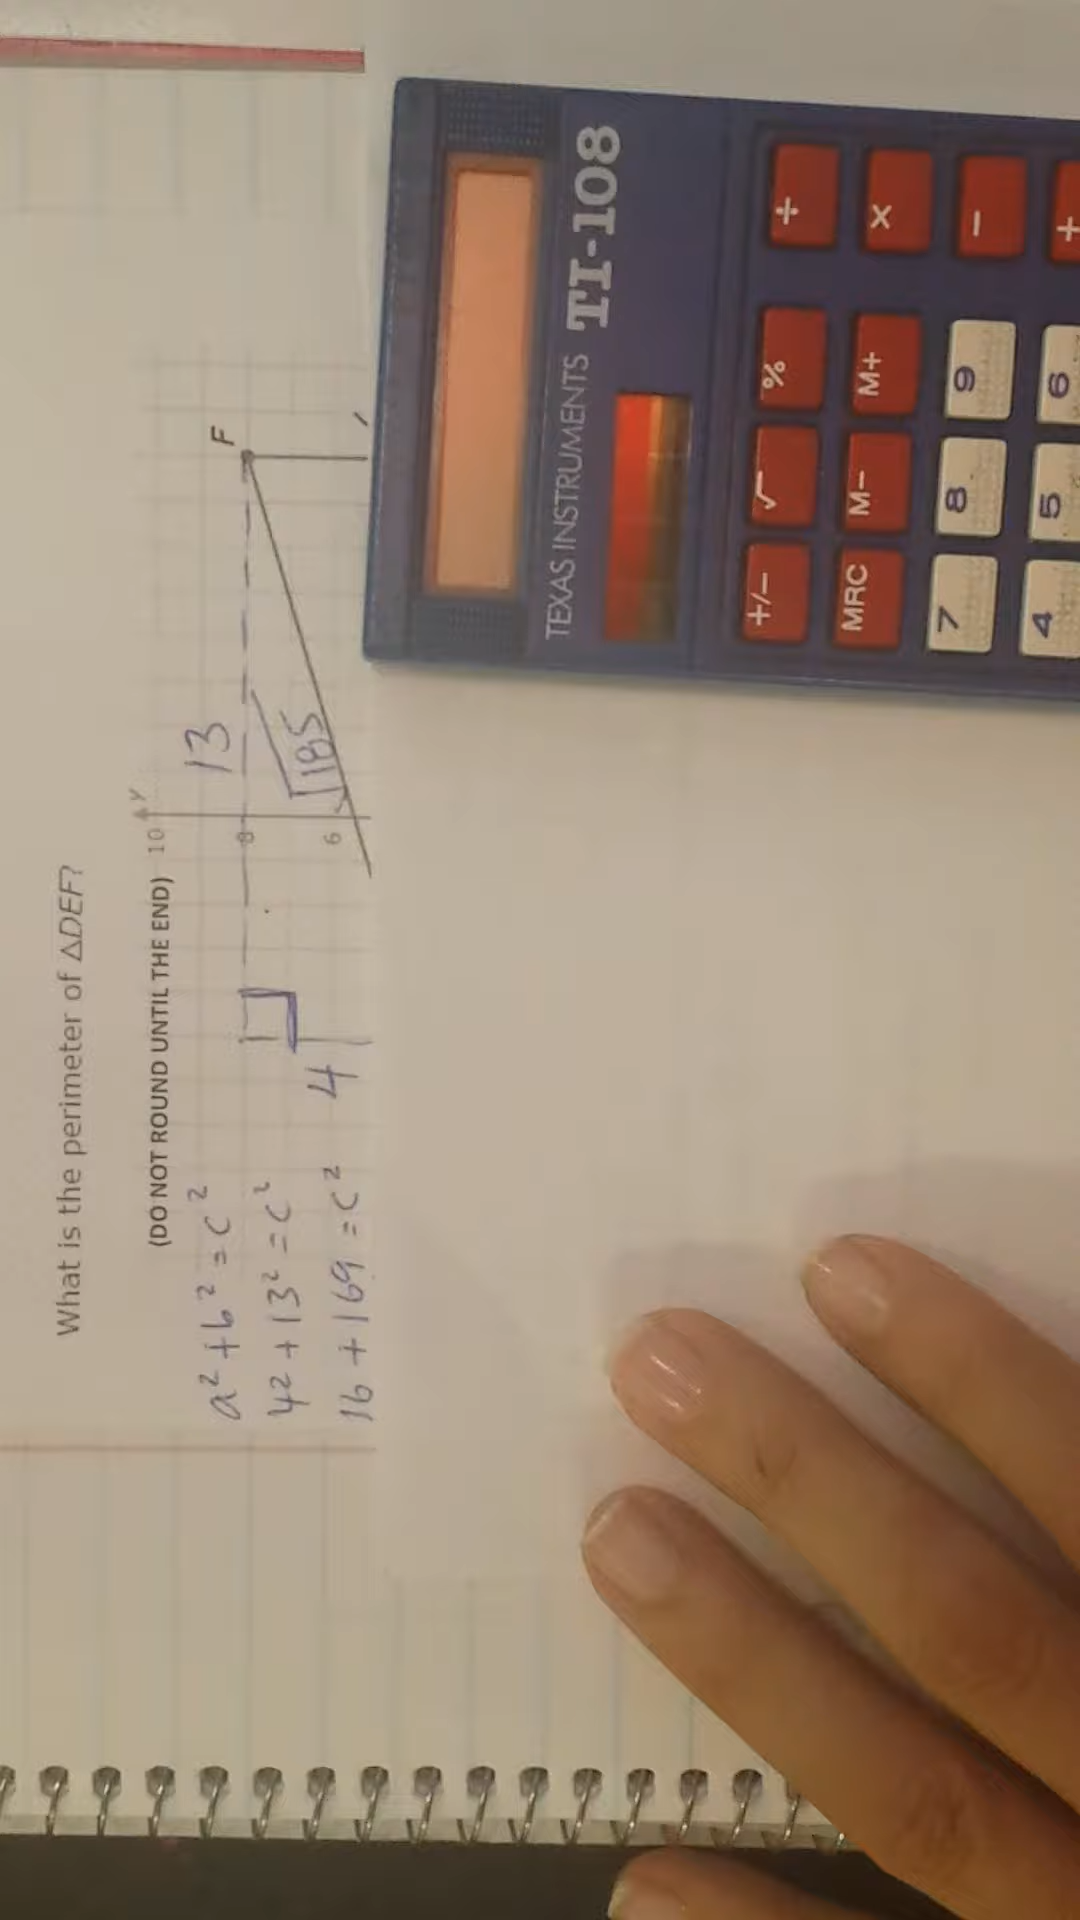 What is the perimeter of ΔDEF?
(DO NOT ROUND UNTIL THE END)
a² + b² = c²
4² + 13² = c²
16 + 169 = c²
4
10
y
8
6
13
√185
F
TEXAS INSTRUMENTS TI-108
+/− √ % ÷
MRC M− M+ ×
7 8 9 −
4 5 6 +